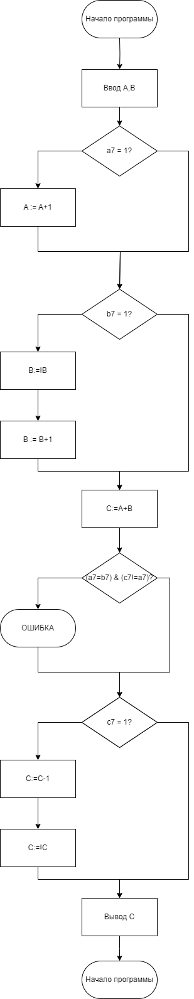 Начало программы
Ввод A,B
a7 = 1?
A := A+1
b7 = 1?
B:=!B
B := B+1
C:=A+B
(a7=b7) & (c7!=a7)?
ОШИБКА
c7 = 1?
C:=C-1
C:=!C
Вывод C
Начало программы